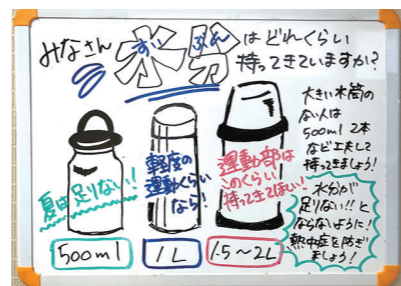 みなさん 水分 はどれくらい
すい ぶん
持ってきていますか？
大きい水筒の
ない人は
500ml 2本
など工夫して
持ってきましょう！
夏は足りない！
軽度の
運動くらい
なら！
運動部は
このくらい
持ってきてほしい！
水分が
足りない!!と
ならないように！
熱中症を防ぎ
ましょう！
500ml
1L
1.5～2L